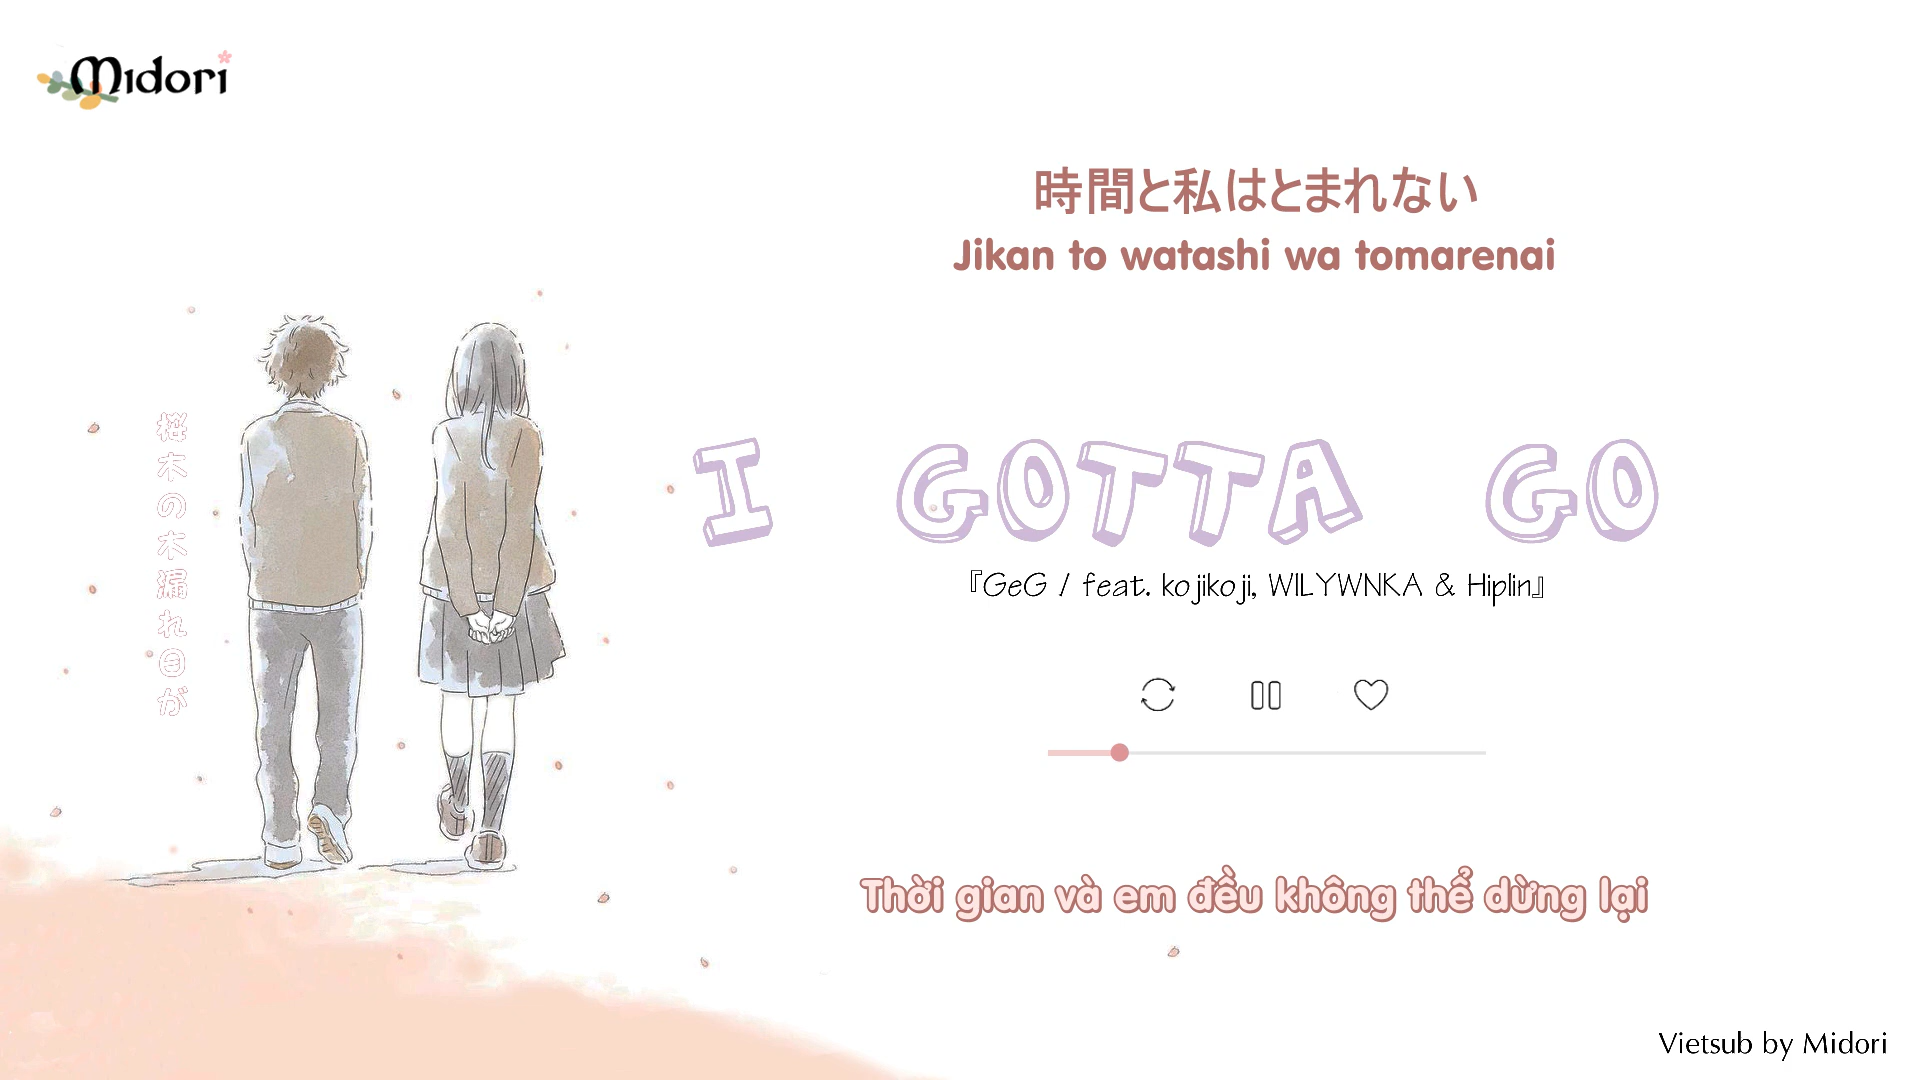 Midori
時間と私はとまれない
Jikan to watashi wa tomarenai
桜木の木漏れ日が
I GOTTA GO
『GeG / feat. kojikoji, WILYWNKA & Hiplin』
Thời gian và em đều không thể dừng lại
Vietsub by Midori